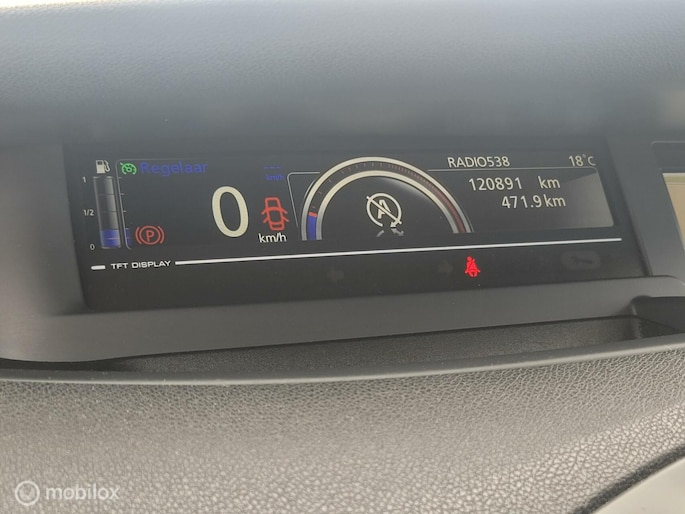 Regelaar
RADIO538
18°C
1
120891 km
471.9 km
1/2
0
km/h
0
P
A
TFT DISPLAY
mobilox